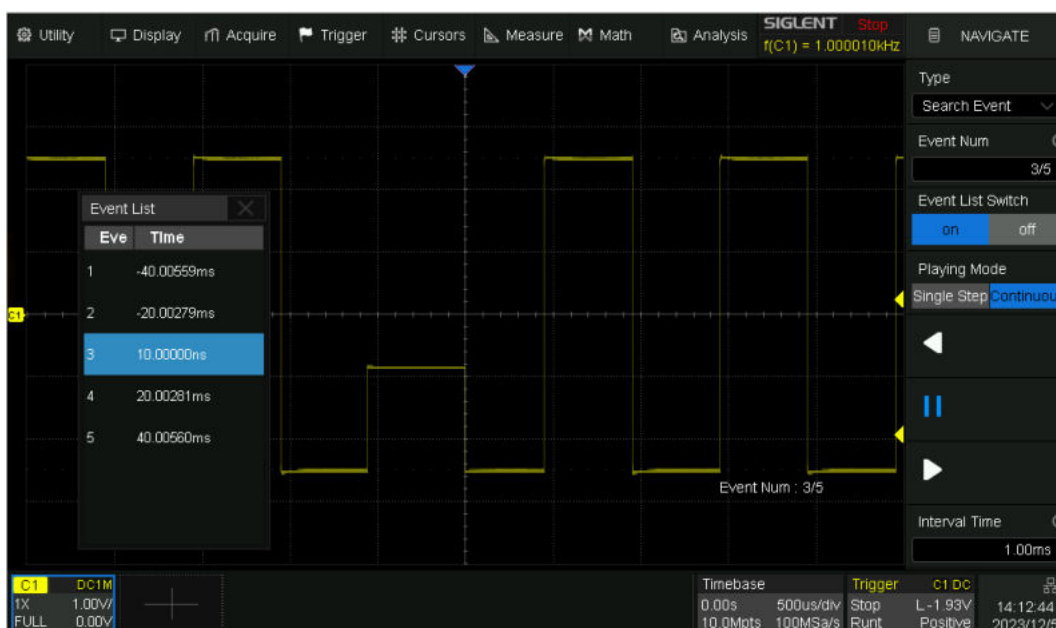 Utility Display Acquire Trigger Cursors Measure Math Analysis SIGLENT Stop
f(C1) = 1.000010kHz
NAVIGATE
Type
Search Event
Event Num
3/5
Event List Switch
on off
Playing Mode
Single Step Continuou
Interval Time
1.00ms
Event List
Eve Time
1 -40.00559ms
2 -20.00279ms
3 10.00000ns
4 20.00281ms
5 40.00560ms
C1
Event Num : 3/5
C1 DC1M
1X 1.00V/
FULL 0.00V
Timebase
0.00s 500us/div
10.0Mpts 100MSa/s
Trigger C1 DC
Stop L -1.93V
Runt Positive
14:12:44
2023/12/5